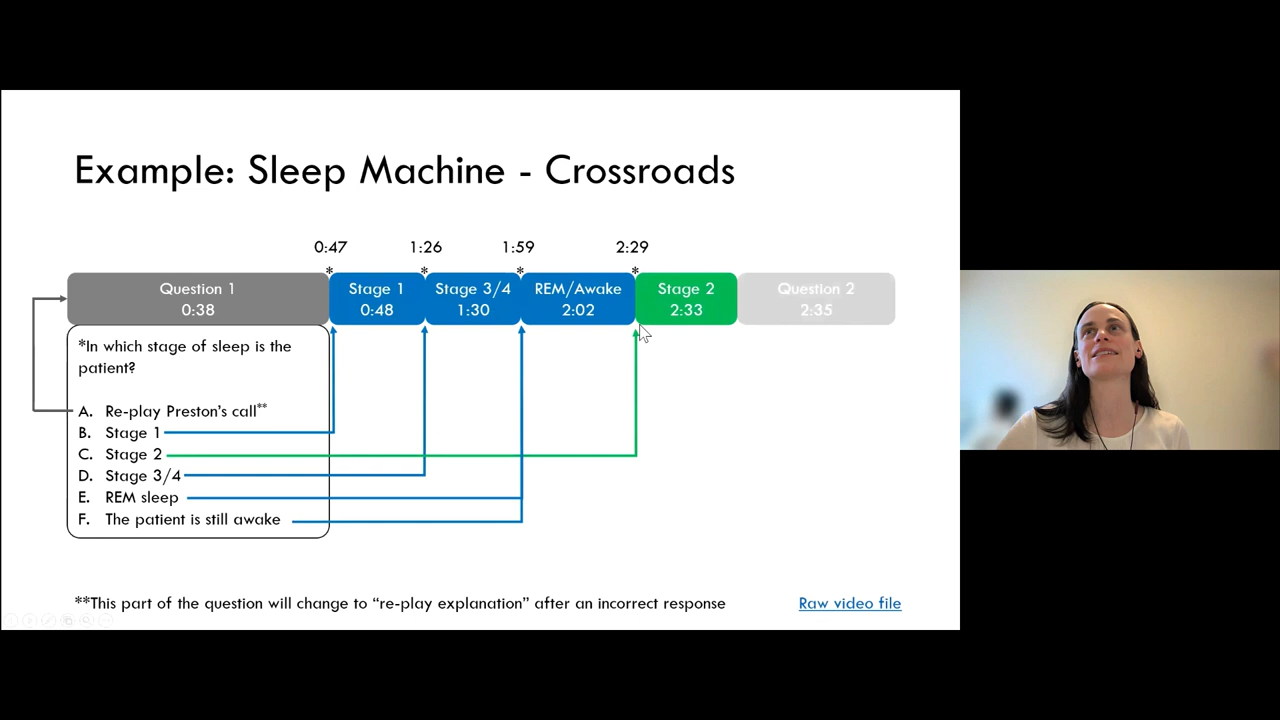 Example: Sleep Machine - Crossroads
0:47 1:26 1:59 2:29
* * * *
Question 1 Stage 1 Stage 3/4 REM/Awake Stage 2 Question 2
0:38 0:48 1:30 2:02 2:33 2:35
*In which stage of sleep is the
patient?
A. Re-play Preston's call**
B. Stage 1
C. Stage 2
D. Stage 3/4
E. REM sleep
F. The patient is still awake
**This part of the question will change to “re-play explanation” after an incorrect response
Raw video file